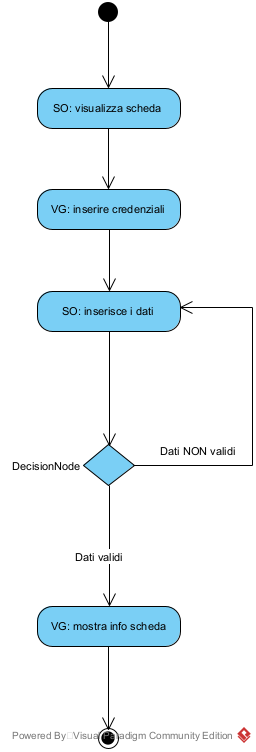 SO: visualizza scheda
VG: inserire credenziali
SO: inserisce i dati
Dati NON validi
DecisionNode
Dati validi
VG: mostra info scheda
Powered By Visual Paradigm Community Edition